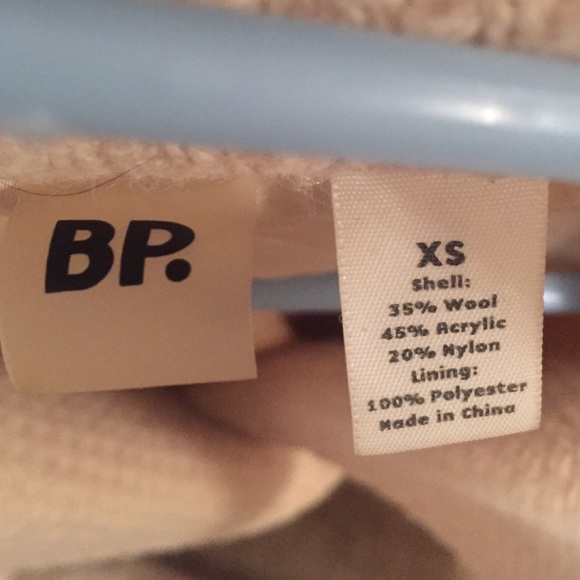 BP.
XS
Shell:
35% Wool
45% Acrylic
20% Nylon
Lining:
100% Polyester
Made in China